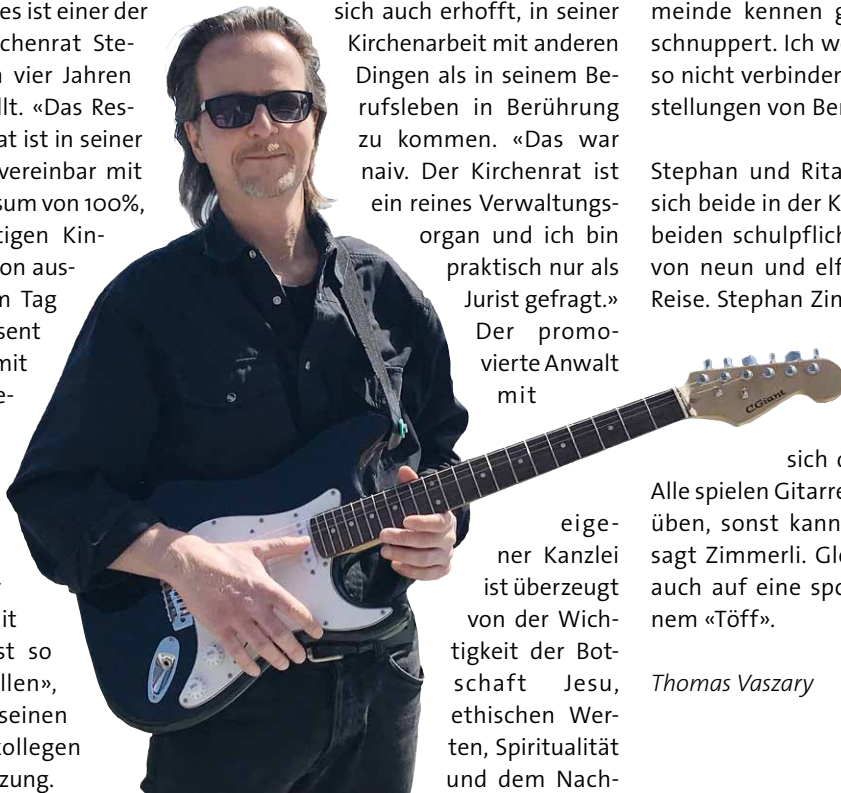 es ist einer der
chenrat Ste-
vier Jahren
llt. «Das Res-
at ist in seiner
vereinbar mit
sum von 100%,
tigen Kin-
on aus-
m Tag
sent
mit
e-
it
st so
llen»,
seinen
kollegen
zung.
sich auch erhofft, in seiner
Kirchenarbeit mit anderen
Dingen als in seinem Be-
rufsleben in Berührung
zu kommen. «Das war
naiv. Der Kirchenrat ist
ein reines Verwaltungs-
organ und ich bin
praktisch nur als
Jurist gefragt.»
Der promo-
vierte Anwalt
mit
eige-
ner Kanzlei
ist überzeugt
von der Wich-
tigkeit der Bot-
schaft Jesu,
ethischen Wer-
ten, Spiritualität
und dem Nach-
meinde kennen g
schnuppert. Ich we
so nicht verbinden
stellungen von Ber
Stephan und Rita
sich beide in der K
beiden schulpflich
von neun und elf
Reise. Stephan Zin
C.Giant
sich
Alle spielen Gitarre
üben, sonst kann
sagt Zimmerli. Gle
auch auf eine spo
nem «Töff».
Thomas Vaszary